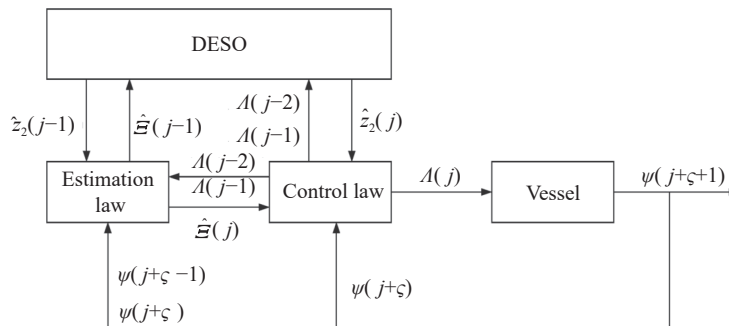 DESO
Λ(j−2)
ẑ₂(j−1)
Ξ̂(j−1)
ẑ₂(j)
Λ(j−1)
Λ(j−2)
Estimation
law
Λ(j−1)
Control law
Λ(j)
Vessel
ψ(j+ς+1)
Ξ̂(j)
ψ(j+ς −1)
ψ(j+ς)
ψ(j+ς )